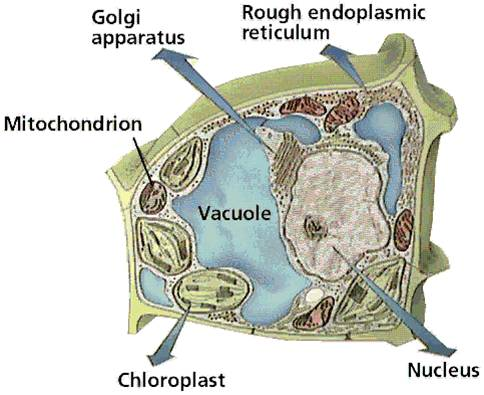 Golgi
apparatus
Rough endoplasmic
reticulum
Mitochondrion
Vacuole
Nucleus
Chloroplast